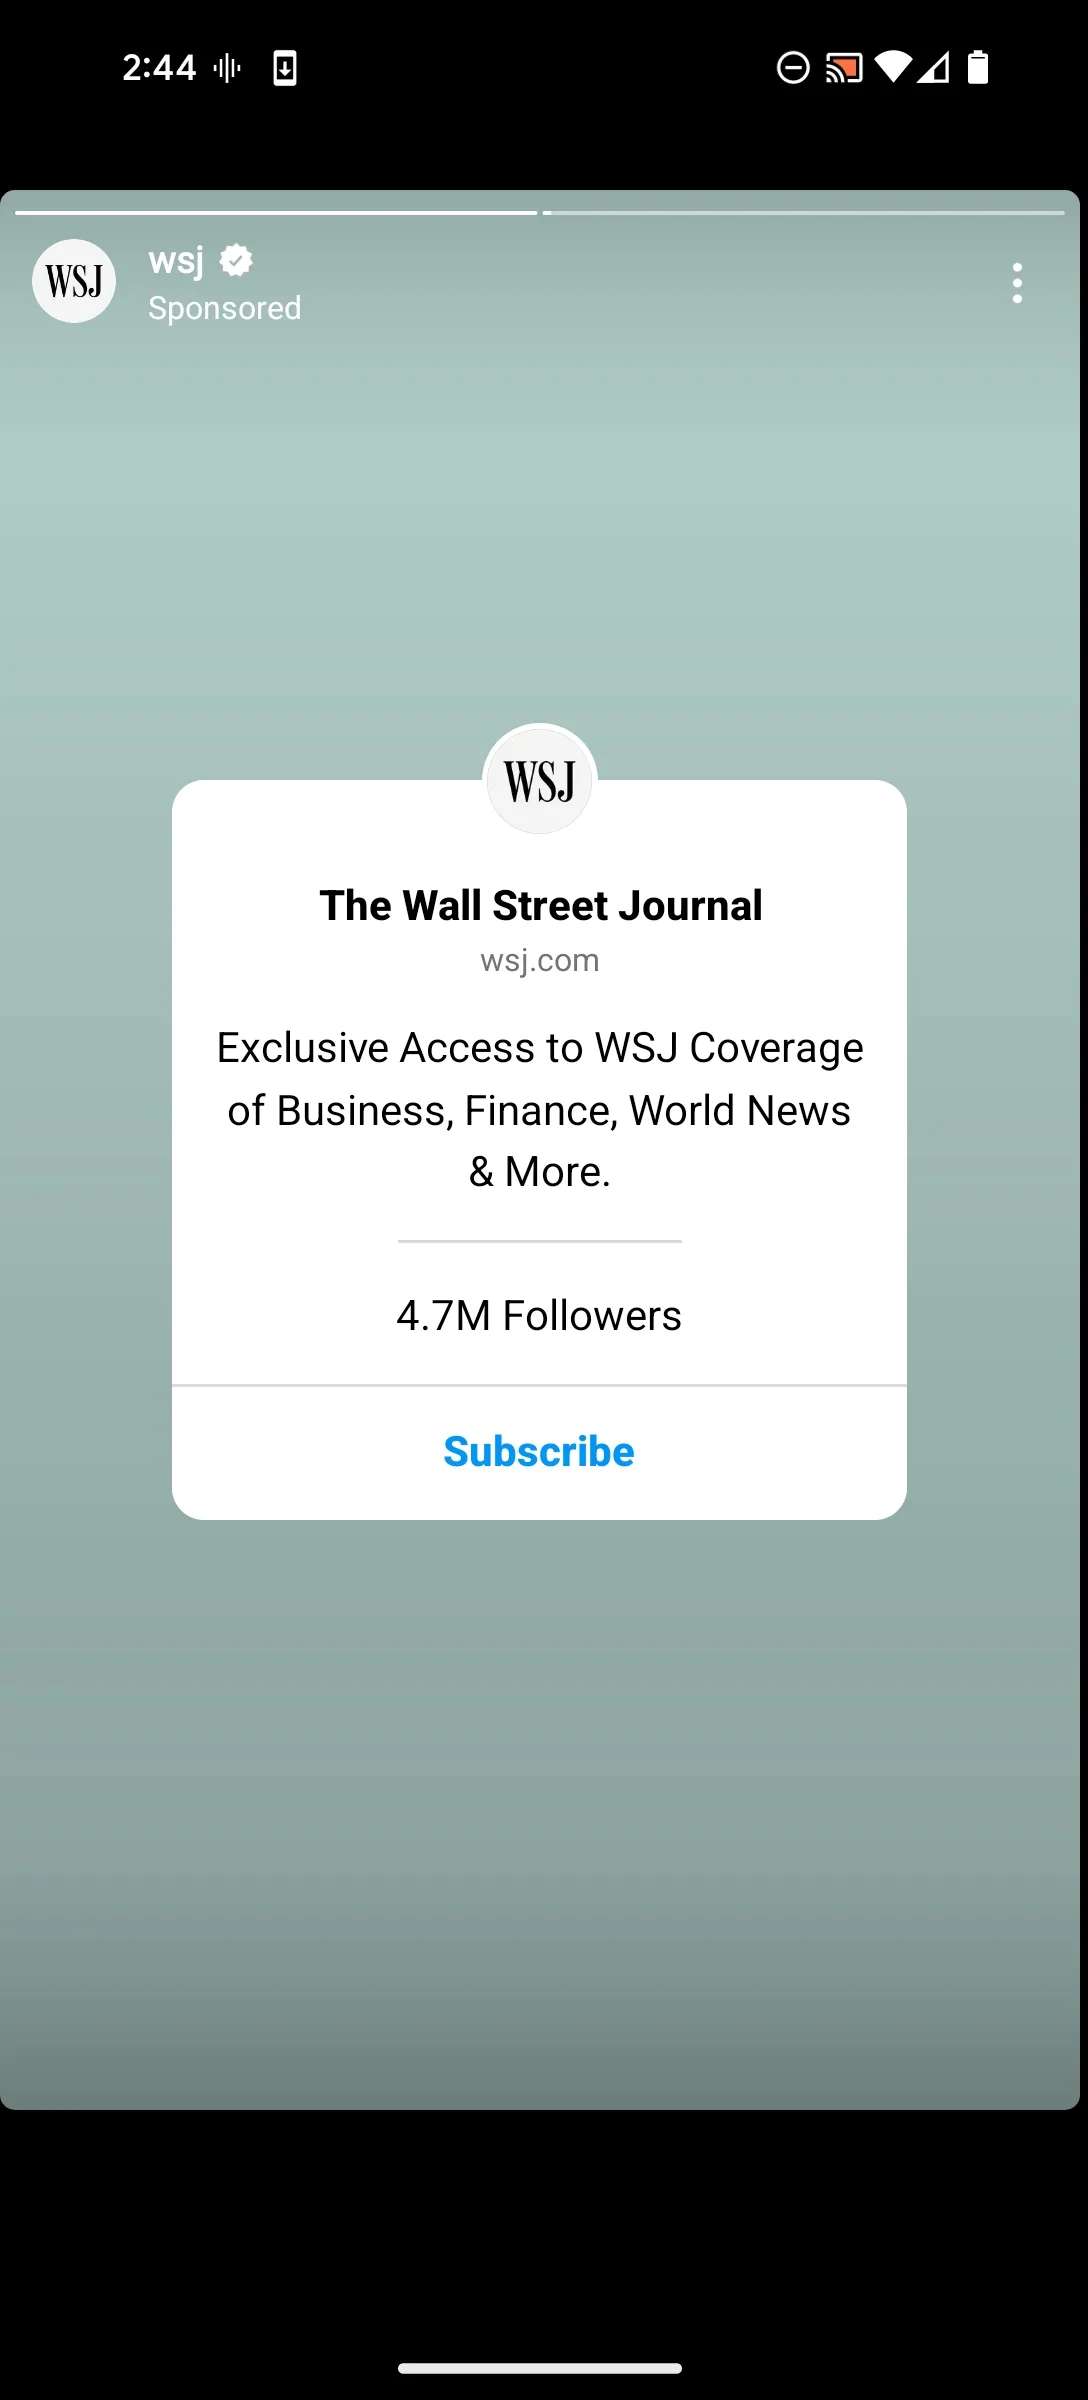 2:44
WSJ
wsj
Sponsored
WSJ
The Wall Street Journal
wsj.com
Exclusive Access to WSJ Coverage
of Business, Finance, World News
& More.
4.7M Followers
Subscribe